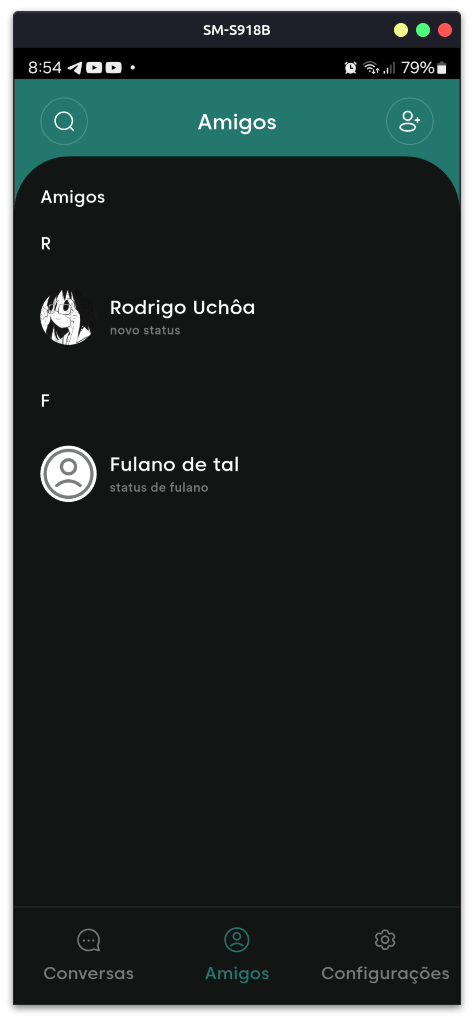 SM-S918B
8:54 79%
Amigos
Amigos
R
Rodrigo Uchôa
novo status
F
Fulano de tal
status de fulano
Conversas Amigos Configurações